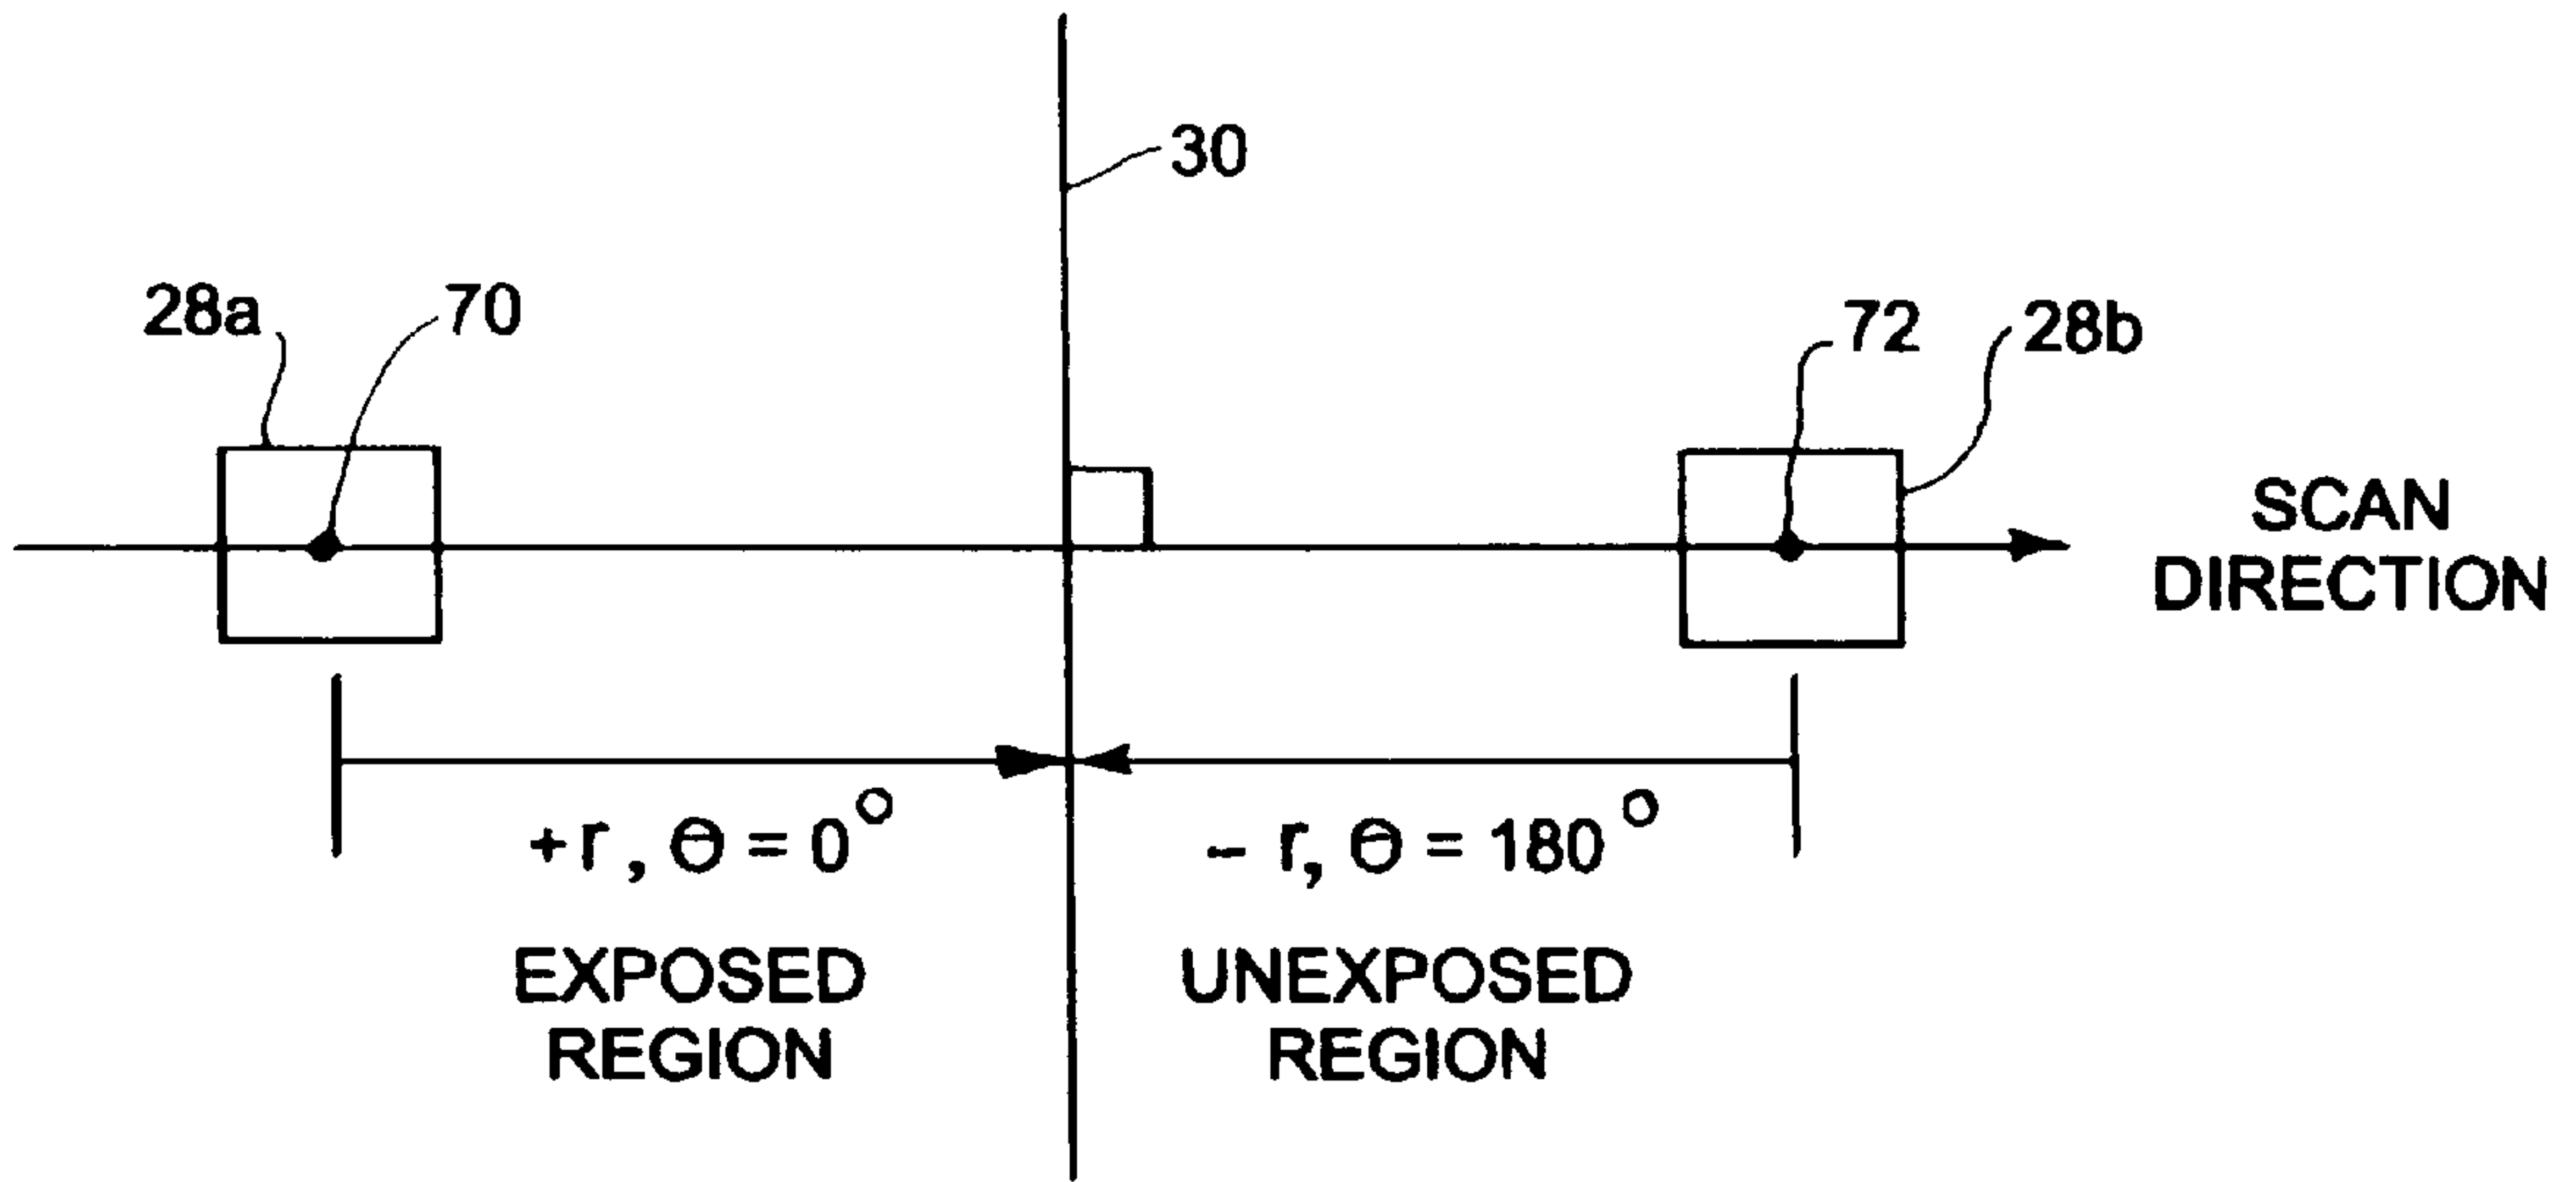 30
28a
70
72
28b
SCAN
DIRECTION
+r, Θ = 0°
- r, Θ = 180°
EXPOSED
REGION
UNEXPOSED
REGION